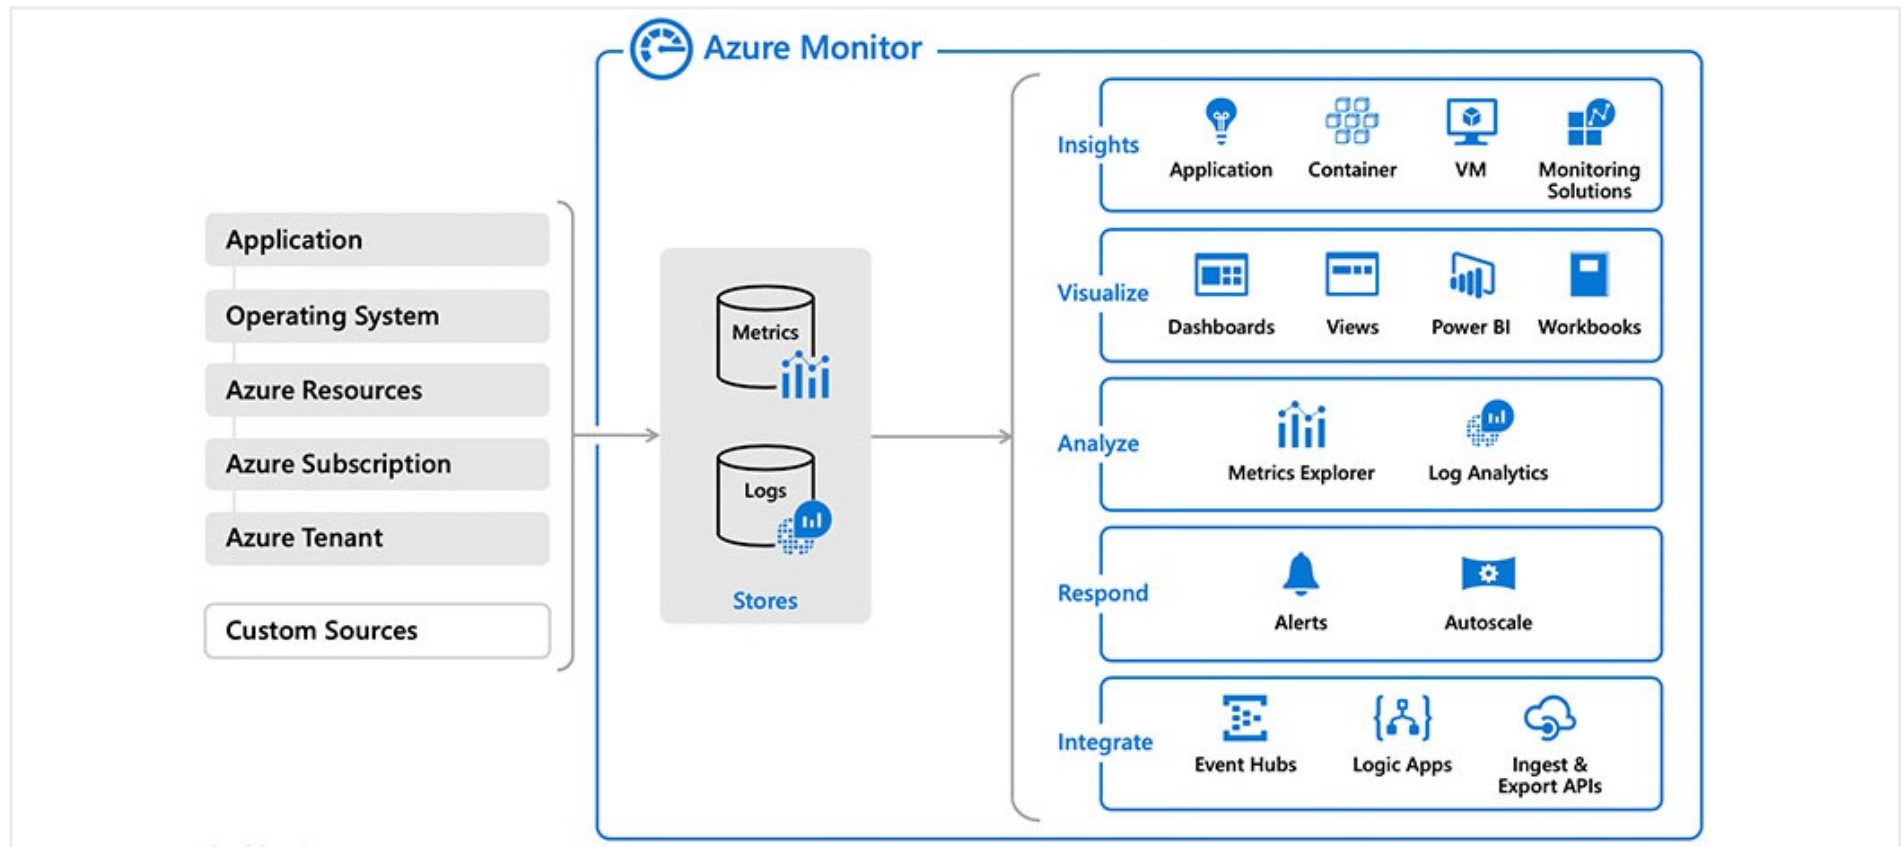 Azure Monitor
Application
Operating System
Azure Resources
Azure Subscription
Azure Tenant
Custom Sources
Metrics
Logs
Stores
Insights
Application
Container
VM
Monitoring
Solutions
Visualize
Dashboards
Views
Power BI
Workbooks
Analyze
Metrics Explorer
Log Analytics
Respond
Alerts
Autoscale
Integrate
Event Hubs
Logic Apps
Ingest &
Export APIs